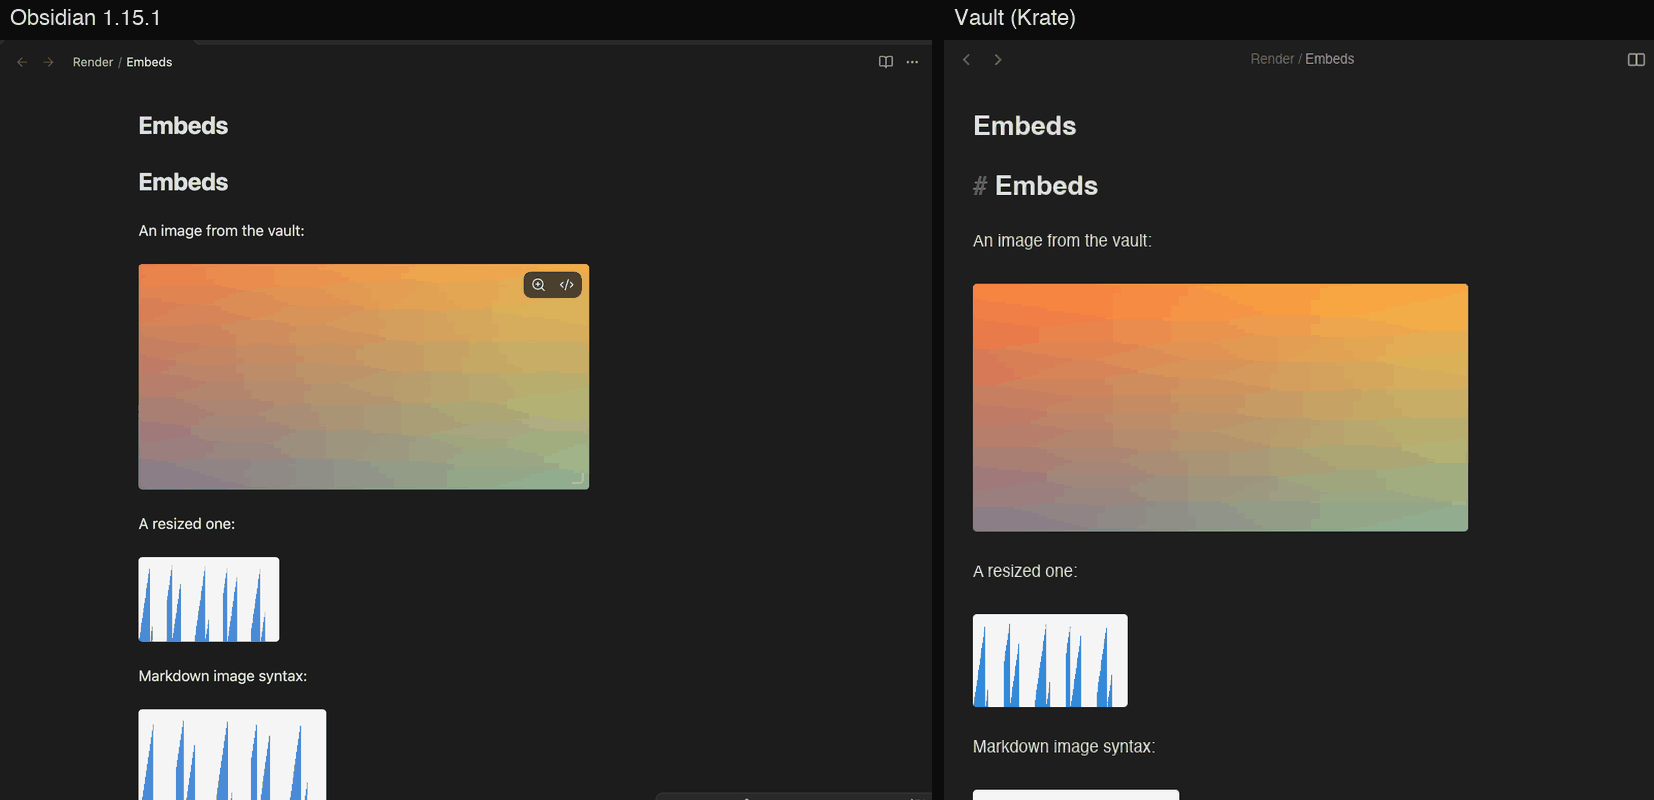 Obsidian 1.15.1
Render / Embeds
Embeds
Embeds
An image from the vault:
A resized one:
Markdown image syntax:
Vault (Krate)
Render / Embeds
Embeds
# Embeds
An image from the vault:
A resized one:
Markdown image syntax: